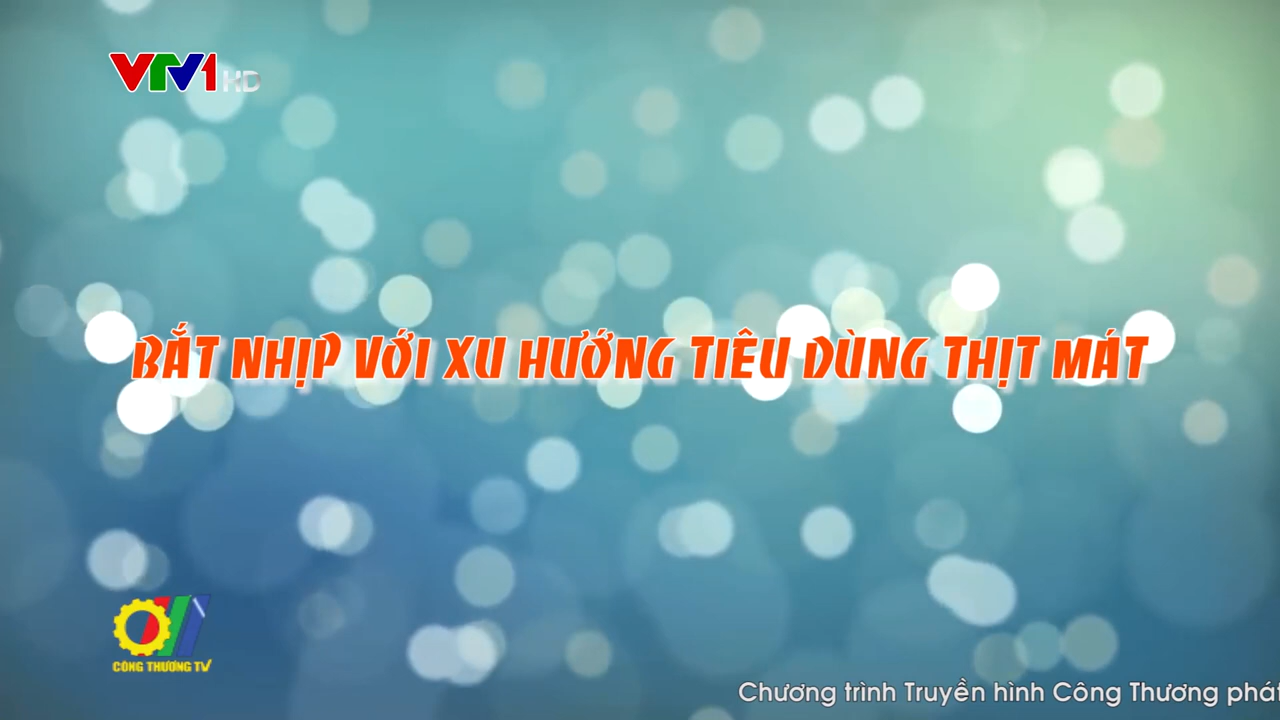 VTV1 HD
BẮT NHỊP VỚI XU HƯỚNG TIÊU DÙNG THỊT MÁT
CÔNG THƯƠNG TV
Chương trình Truyền hình Công Thương phát